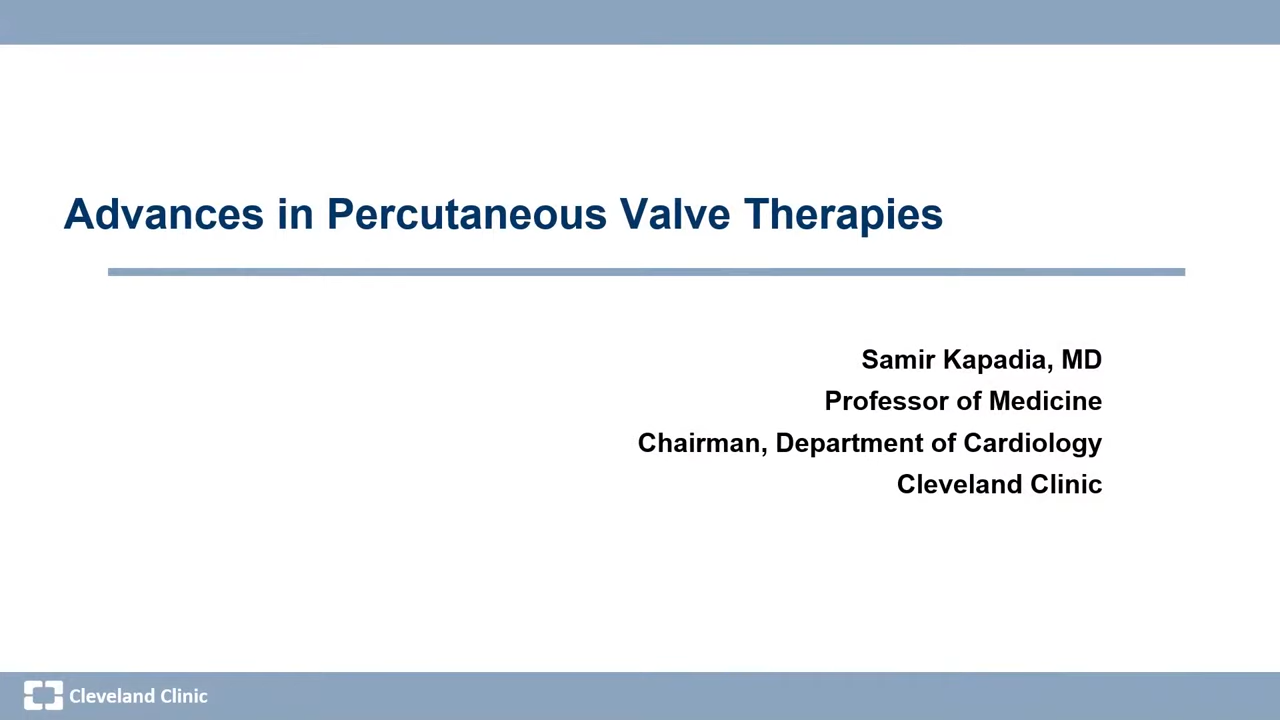 Advances in Percutaneous Valve Therapies
Samir Kapadia, MD
Professor of Medicine
Chairman, Department of Cardiology
Cleveland Clinic
Cleveland Clinic